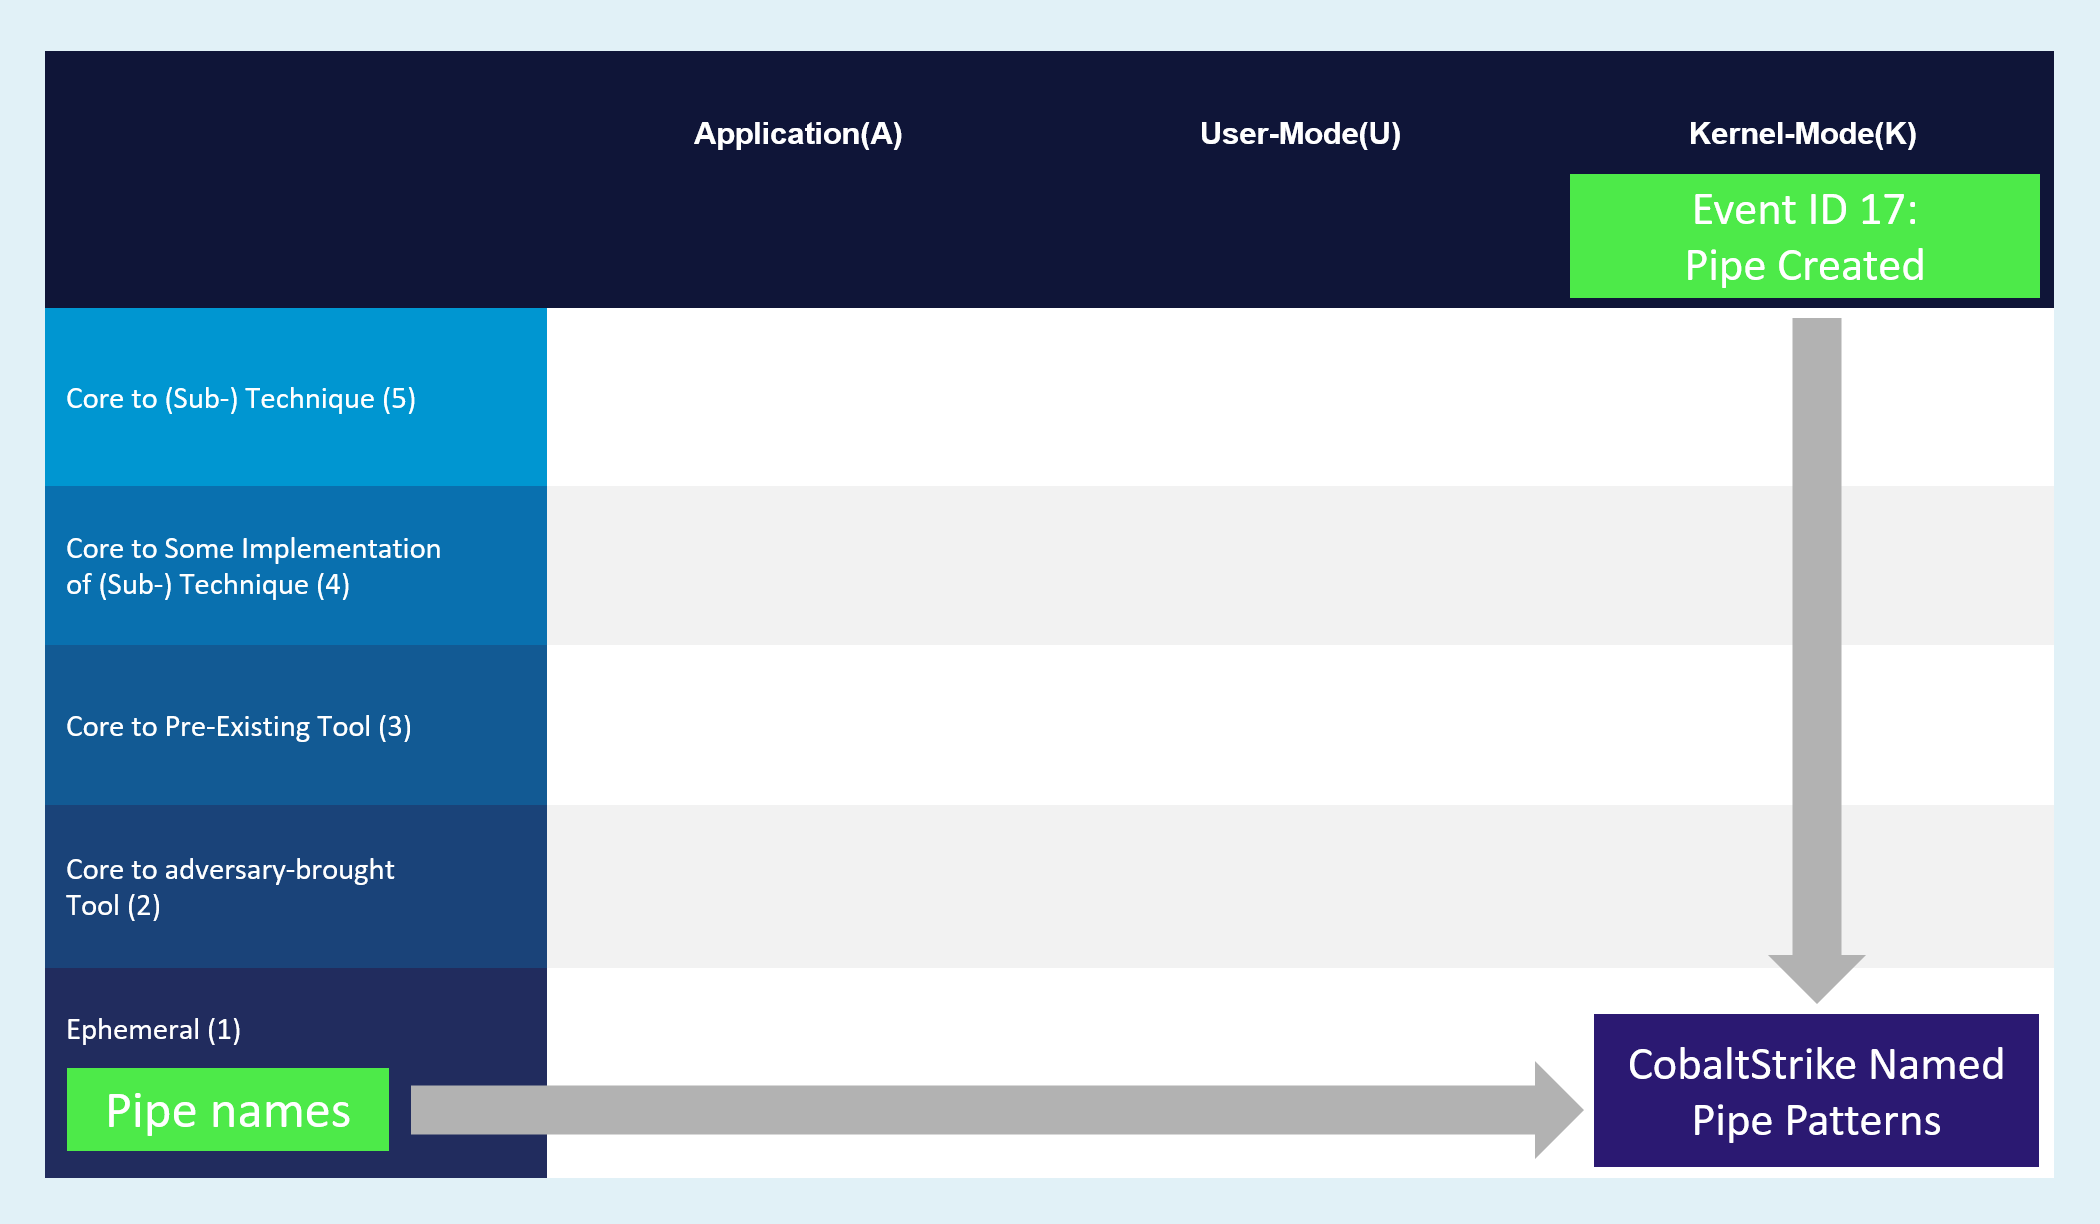 Application(A)
User-Mode(U)
Kernel-Mode(K)
Event ID 17:
Pipe Created
Core to (Sub-) Technique (5)
Core to Some Implementation
of (Sub-) Technique (4)
Core to Pre-Existing Tool (3)
Core to adversary-brought
Tool (2)
Ephemeral (1)
Pipe names
CobaltStrike Named
Pipe Patterns